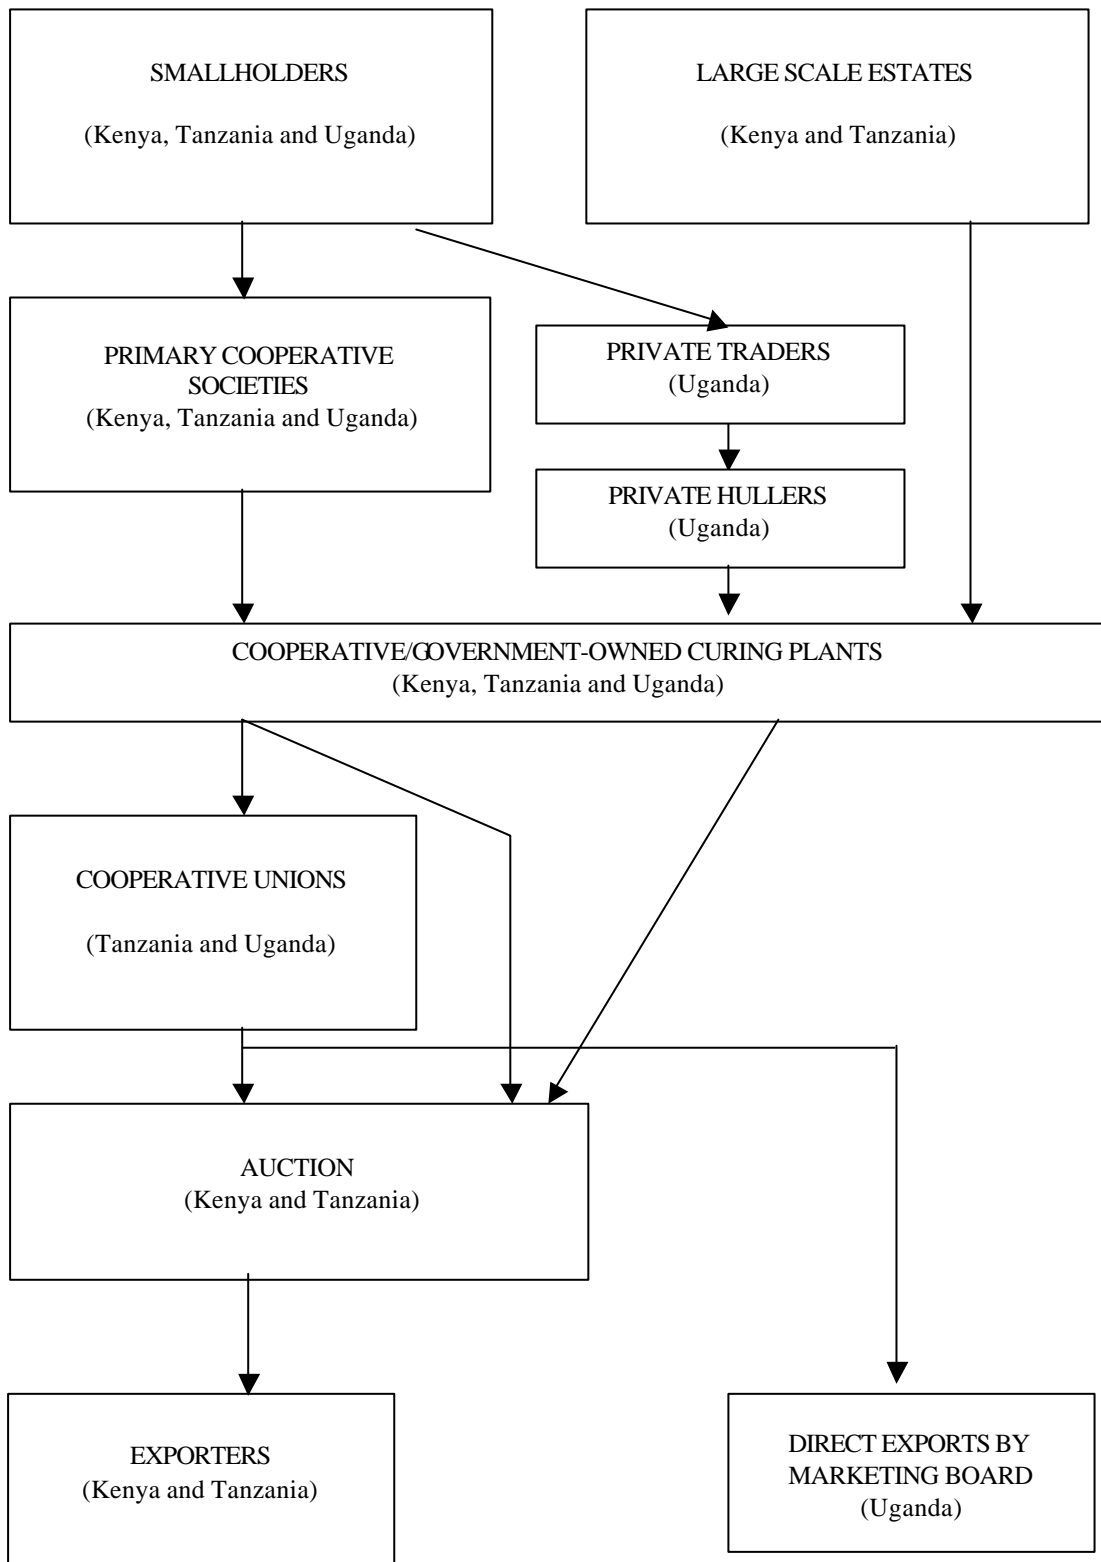 SMALLHOLDERS
(Kenya, Tanzania and Uganda)
LARGE SCALE ESTATES
(Kenya and Tanzania)
PRIMARY COOPERATIVE
SOCIETIES
(Kenya, Tanzania and Uganda)
PRIVATE TRADERS
(Uganda)
PRIVATE HULLERS
(Uganda)
COOPERATIVE/GOVERNMENT-OWNED CURING PLANTS
(Kenya, Tanzania and Uganda)
COOPERATIVE UNIONS
(Tanzania and Uganda)
AUCTION
(Kenya and Tanzania)
EXPORTERS
(Kenya and Tanzania)
DIRECT EXPORTS BY
MARKETING BOARD
(Uganda)